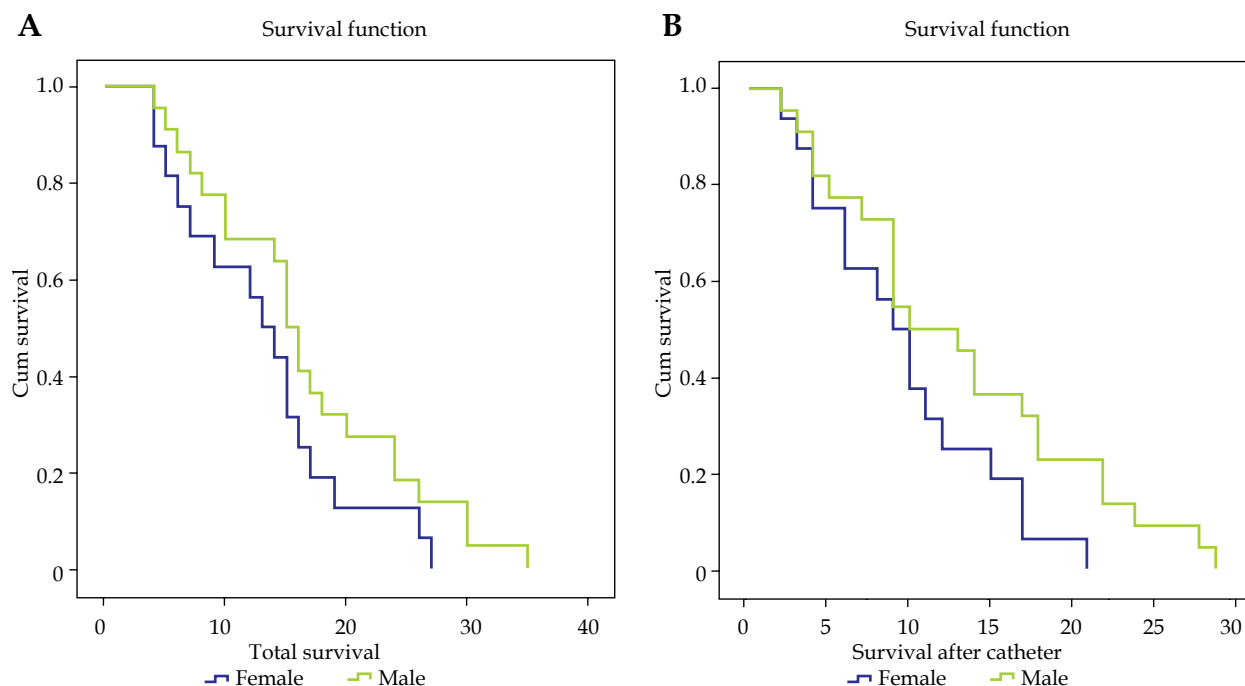 A
Survival function
1.0
0.8
0.6
0.4
0.2
0
Cum survival
0 10 20 30 40
Total survival
Female Male
B
Survival function
1.0
0.8
0.6
0.4
0.2
0
Cum survival
0 5 10 15 20 25 30
Survival after catheter
Female Male